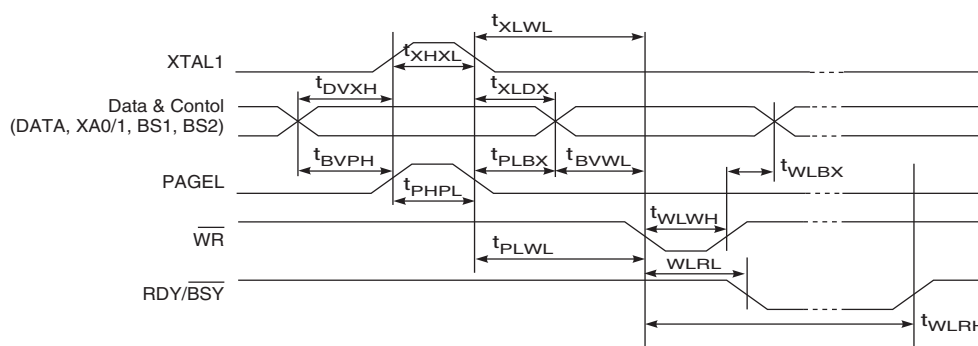 tXLWL
XTAL1
tXHXL
tDVXH
tXLDX
Data & Contol
(DATA, XA0/1, BS1, BS2)
tBVPH
tPLBX
tBVWL
tWLBX
PAGEL
tPHPL
tWLWH
WR
tPLWL
WLRL
RDY/BSY
tWLRH